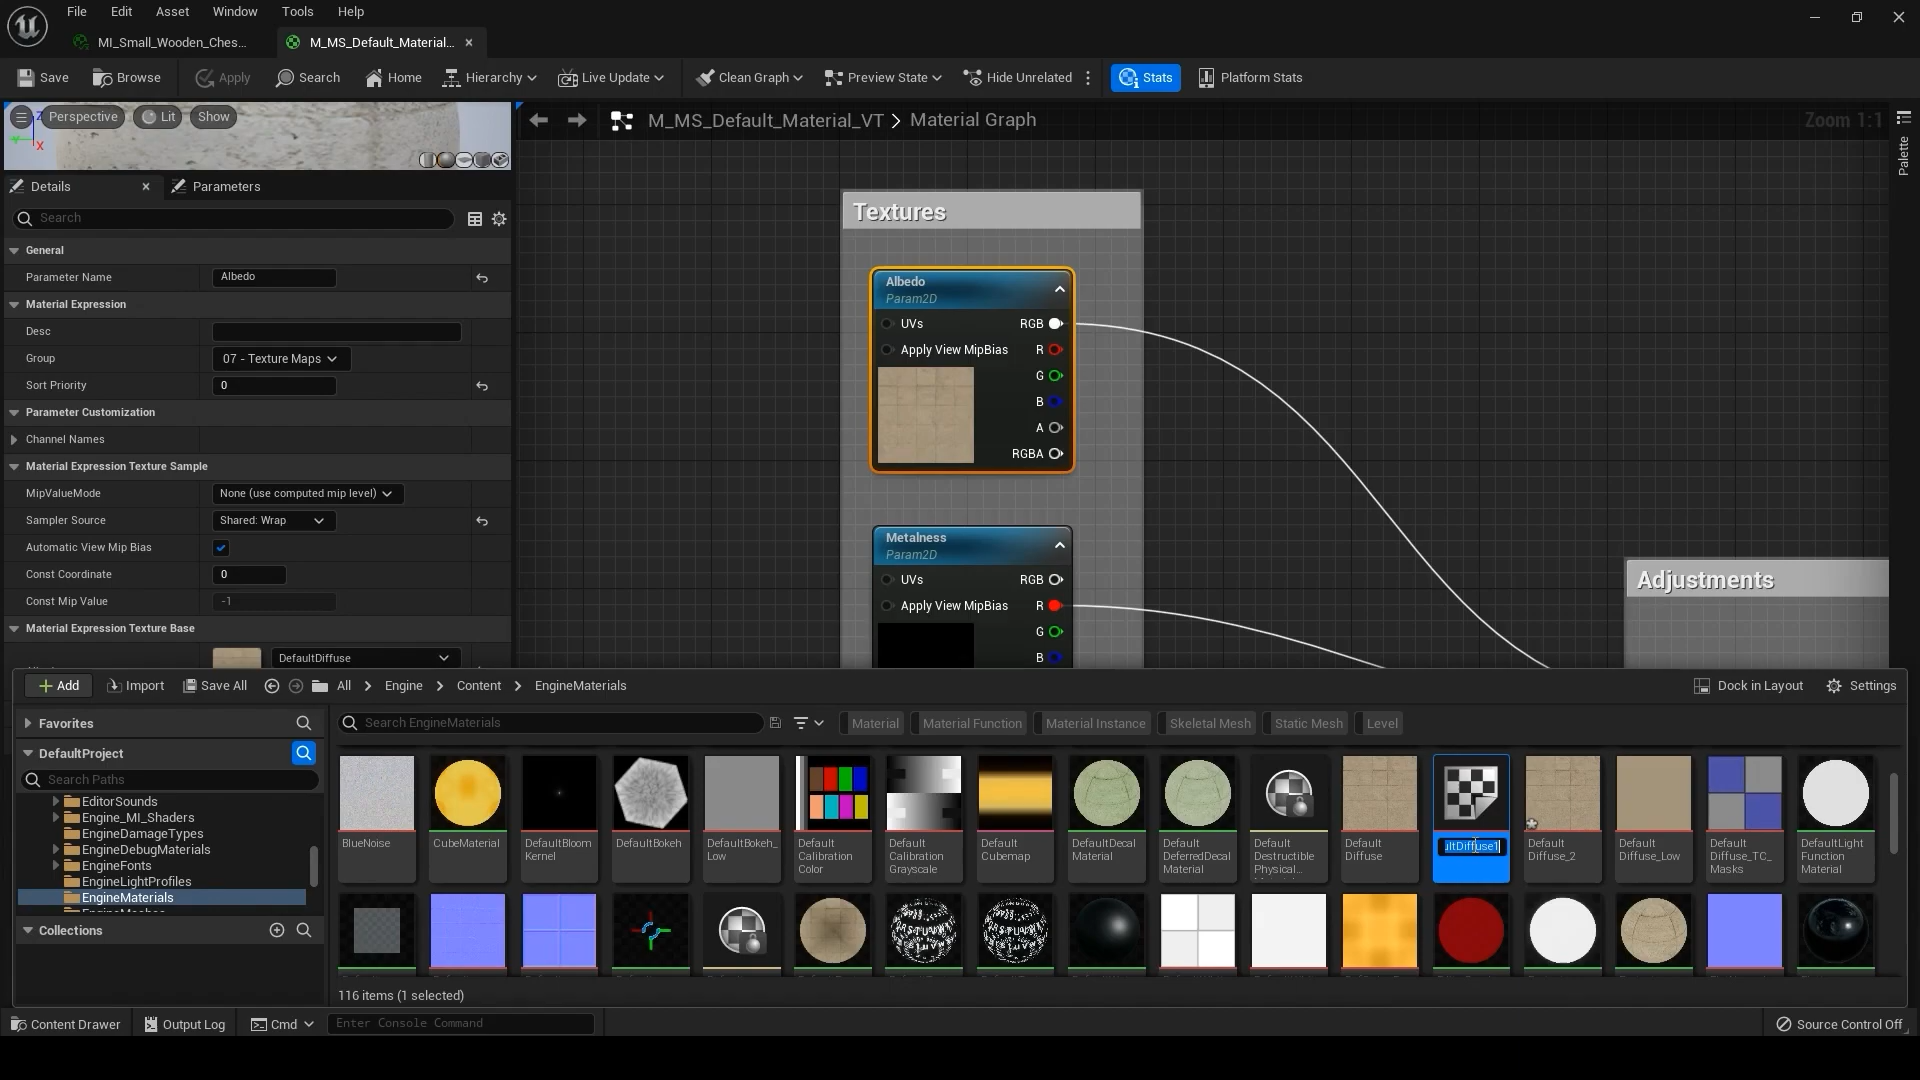 File Edit Asset Window Tools Help
MI_Small_Wooden_Ches...
M_MS_Default_Material...
Save
Browse
Apply
Search
Home
Hierarchy
Live Update
Clean Graph
Preview State
Hide Unrelated
Stats
Platform Stats
Perspective
Lit
Show
M_MS_Default_Material_VT > Material Graph
Zoom 1:1
Palette
Details
Parameters
Search
General
Parameter Name
Albedo
Material Expression
Desc
Group
07 - Texture Maps
Sort Priority
0
Parameter Customization
Channel Names
Material Expression Texture Sample
MipValueMode
None (use computed mip level)
Sampler Source
Shared: Wrap
Automatic View Mip Bias
Const Coordinate
0
Const Mip Value
-1
Material Expression Texture Base
DefaultDiffuse
Textures
Albedo
Param2D
UVs
RGB
Apply View MipBias
R
G
B
A
RGBA
Metalness
Param2D
UVs
RGB
Apply View MipBias
R
G
B
Adjustments
Add
Import
Save All
All > Engine > Content > EngineMaterials
Dock in Layout
Settings
Favorites
DefaultProject
Search Paths
EditorSounds
Engine_MI_Shaders
EngineDamageTypes
EngineDebugMaterials
EngineFonts
EngineLightProfiles
EngineMaterials
Collections
Search EngineMaterials
Material
Material Function
Material Instance
Skeletal Mesh
Static Mesh
Level
BlueNoise
CubeMaterial
DefaultBloom
Kernel
DefaultBokeh
DefaultBokeh_
Low
Default
Calibration
Color
Default
Calibration
Grayscale
Default
Cubemap
DefaultDecal
Material
Default
DeferredDecal
Material
Default
Destructible
Physical...
Default
Diffuse
ultDiffuse1
Default
Diffuse_2
Default
Diffuse_Low
Default
Diffuse_TC_
Masks
DefaultLight
Function
Material
116 items (1 selected)
Content Drawer
Output Log
Cmd
Enter Console Command
Source Control Off